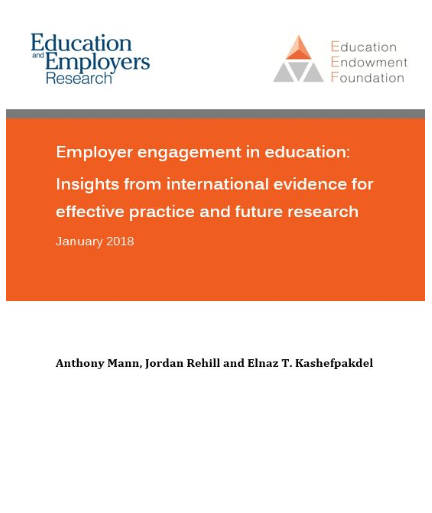 Education
and Employers
Research
Education
Endowment
Foundation
Employer engagement in education:
Insights from international evidence for
effective practice and future research
January 2018
Anthony Mann, Jordan Rehill and Elnaz T. Kashefpakdel